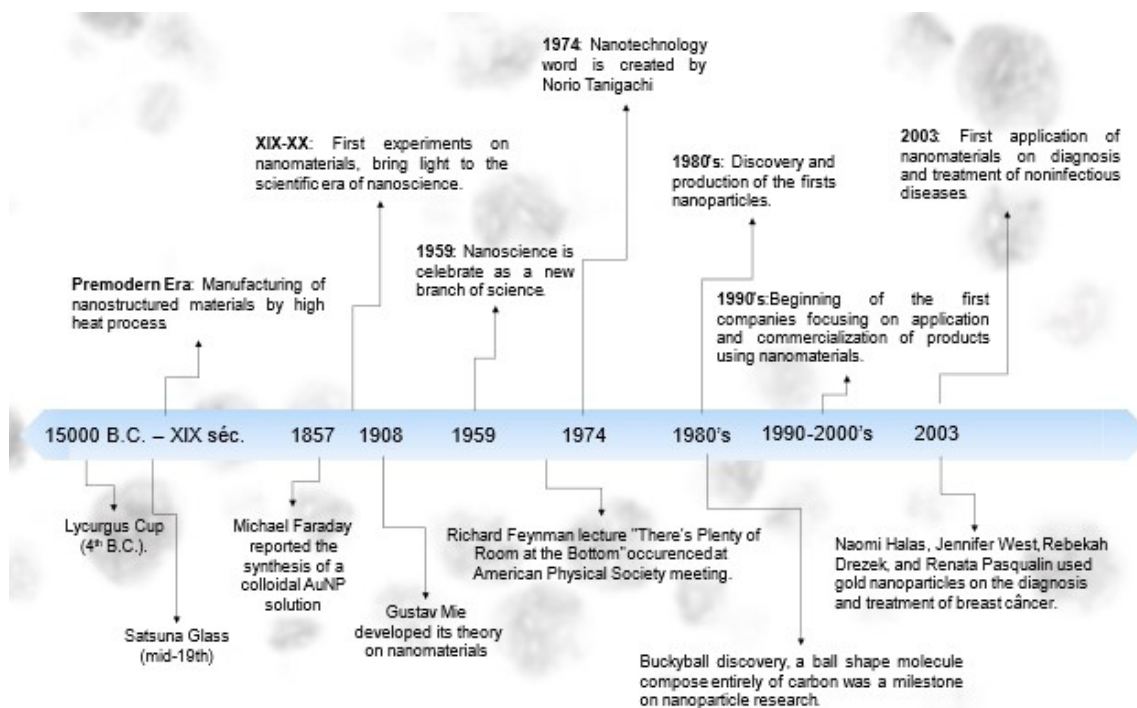 1974: Nanotechnology
word is created by
Norio Tanigachi
XIX-XX: First experiments on
nanomaterials, bring light to the
scientific era of nanoscience.
1980's: Discovery and
production of the firsts
nanoparticles.
2003: First application of
nanomaterials on diagnosis
and treatment of noninfectious
diseases.
1959: Nanoscience is
celebrate as a new
branch of science.
Premodern Era: Manufacturing of
nanostructured materials by high
heat process.
1990's:Beginning of the first
companies focusing on application
and commercialization of products
using nanomaterials.
15000 B.C. – XIX séc.
1857
1908
1959
1974
1980's
1990-2000's
2003
Lycurgus Cup
(4th B.C.).
Satsuna Glass
(mid-19th)
Michael Faraday
reported the
synthesis of a
colloidal AuNP
solution
Gustav Mie
developed its theory
on nanomaterials
Richard Feynman lecture "There's Plenty of
Room at the Bottom" occurenced at
American Physical Society meeting.
Buckyball discovery, a ball shape molecule
compose entirely of carbon was a milestone
on nanoparticle research.
Naomi Halas, Jennifer West, Rebekah
Drezek, and Renata Pasqualin used
gold nanoparticles on the diagnosis
and treatment of breast câncer.